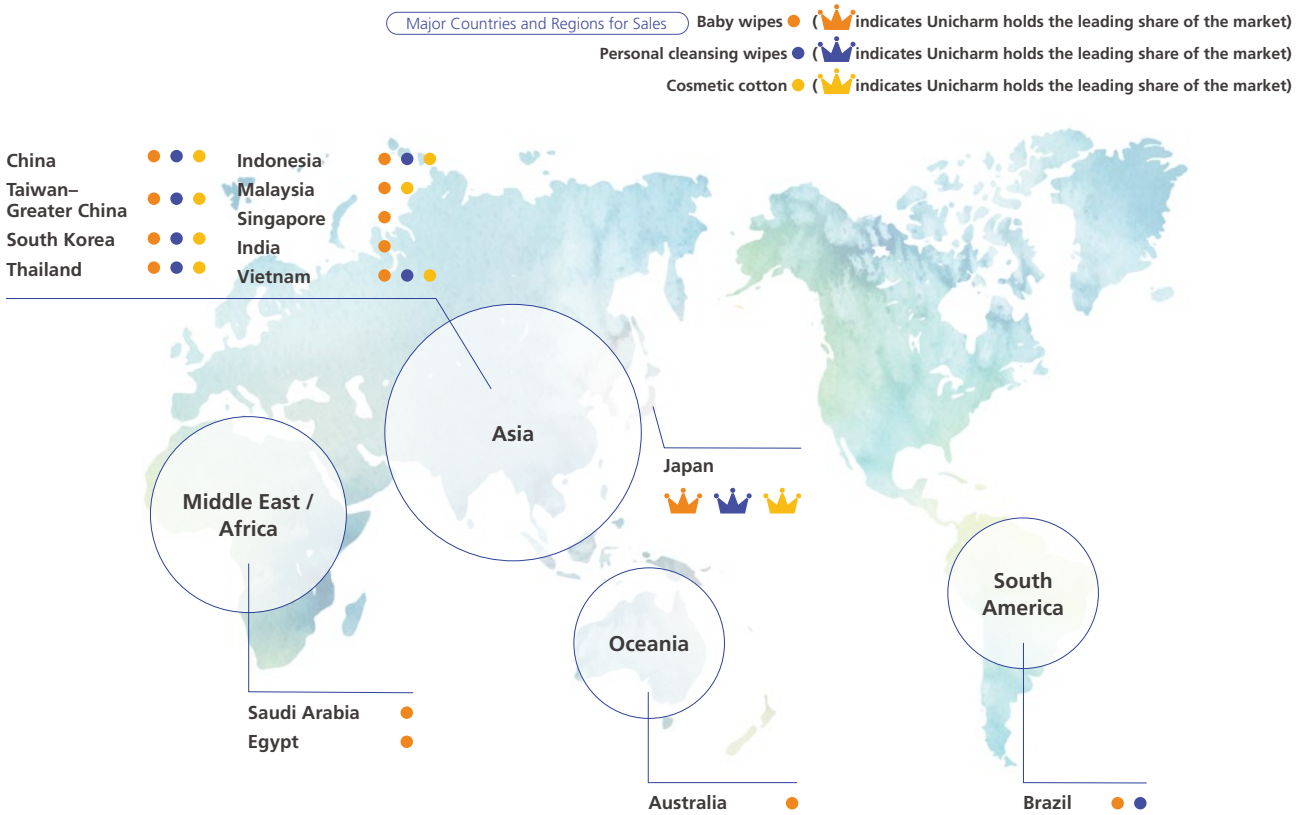 Major Countries and Regions for Sales
Baby wipes ( indicates Unicharm holds the leading share of the market)
Personal cleansing wipes ( indicates Unicharm holds the leading share of the market)
Cosmetic cotton ( indicates Unicharm holds the leading share of the market)
China
Taiwan–
Greater China
South Korea
Thailand
Indonesia
Malaysia
Singapore
India
Vietnam
Asia
Japan
Middle East /
Africa
Saudi Arabia
Egypt
Oceania
Australia
South
America
Brazil